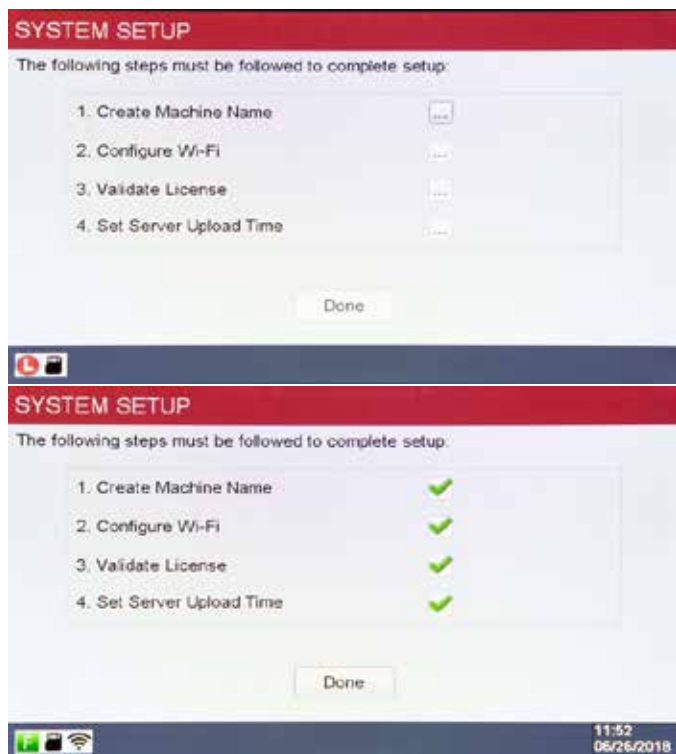 SYSTEM SETUP
The following steps must be followed to complete setup:
1. Create Machine Name ...
2. Configure Wi-Fi ...
3. Validate License ...
4. Set Server Upload Time ...
Done
L
SYSTEM SETUP
The following steps must be followed to complete setup.
1. Create Machine Name
2. Configure Wi-Fi
3. Validate License
4. Set Server Upload Time
Done
F
11:52
06/26/2018